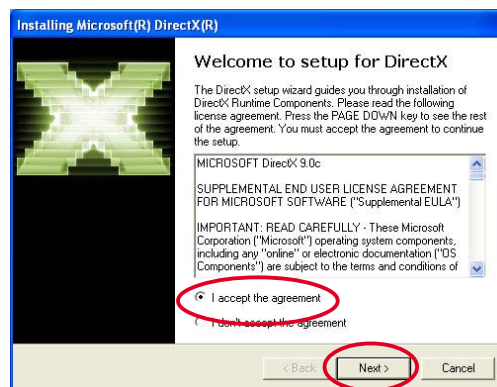 Installing Microsoft(R) DirectX(R)
Welcome to setup for DirectX
The DirectX setup wizard guides you through installation of
DirectX Runtime Components. Please read the following
license agreement. Press the PAGE DOWN key to see the rest
of the agreement. You must accept the agreement to continue
the setup.
MICROSOFT DirectX 9.0c
SUPPLEMENTAL END USER LICENSE AGREEMENT
FOR MICROSOFT SOFTWARE ("Supplemental EULA")
IMPORTANT: READ CAREFULLY - These Microsoft
Corporation ("Microsoft") operating system components,
including any "online" or electronic documentation ("OS
Components") are subject to the terms and conditions of
I accept the agreement
I don't accept the agreement
< Back
Next >
Cancel